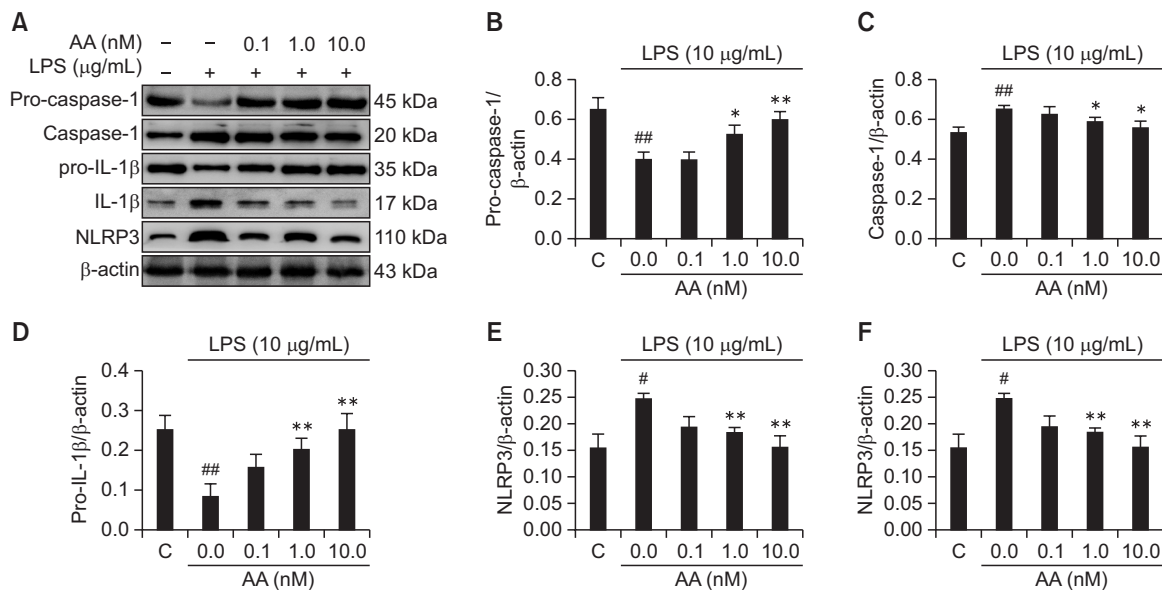 A
AA (nM) – – 0.1 1.0 10.0
LPS (μg/mL) – + + + +
Pro-caspase-1 45 kDa
Caspase-1 20 kDa
pro-IL-1β 35 kDa
IL-1β 17 kDa
NLRP3 110 kDa
β-actin 43 kDa
B
LPS (10 μg/mL)
Pro-caspase-1/
β-actin
0.8
0.6
0.4
0.2
0.0
##
*
**
C 0.0 0.1 1.0 10.0
AA (nM)
C
LPS (10 μg/mL)
Caspase-1/β-actin
0.8
0.6
0.4
0.2
0.0
##
*
*
C 0.0 0.1 1.0 10.0
AA (nM)
D
LPS (10 μg/mL)
Pro-IL-1β/β-actin
0.4
0.3
0.2
0.1
0.0
##
**
**
C 0.0 0.1 1.0 10.0
AA (nM)
E
LPS (10 μg/mL)
NLRP3/β-actin
0.30
0.25
0.20
0.15
0.10
0.05
0.00
#
**
**
C 0.0 0.1 1.0 10.0
AA (nM)
F
LPS (10 μg/mL)
NLRP3/β-actin
0.30
0.25
0.20
0.15
0.10
0.05
0.00
#
**
**
C 0.0 0.1 1.0 10.0
AA (nM)